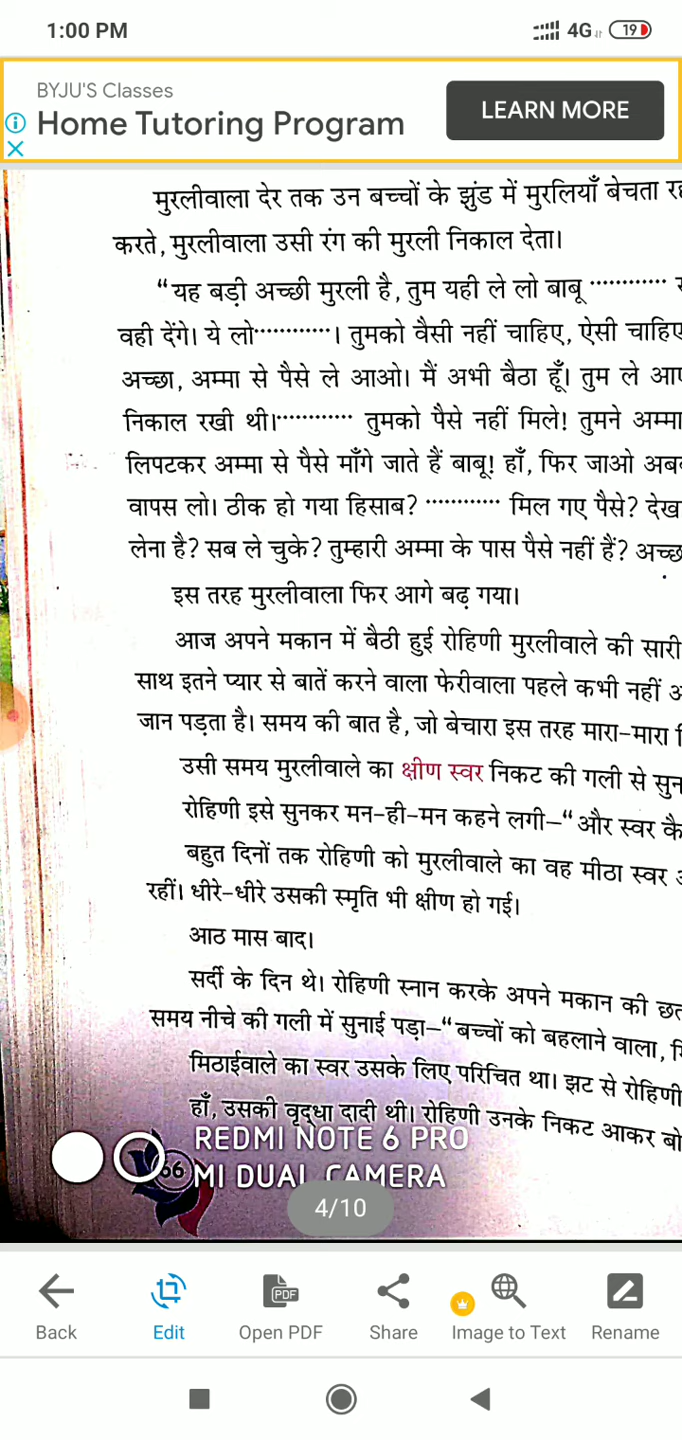 1:00 PM
4G 19
BYJU'S Classes
Home Tutoring Program
LEARN MORE
मुरलीवाला देर तक उन बच्चों के झुंड में मुरलियाँ बेचता
करते, मुरलीवाला उसी रंग की मुरली निकाल देता।
“यह बड़ी अच्छी मुरली है, तुम यही ले लो बाबू ············
वही देंगे। ये लो············। तुमको वैसी नहीं चाहिए, ऐसी चाहिए
अच्छा, अम्मा से पैसे ले आओ। मैं अभी बैठा हूँ। तुम ले
निकाल रखी थी।············ तुमको पैसे नहीं मिले! तुमने अम्मा
लिपटकर अम्मा से पैसे माँगे जाते हैं बाबू! हाँ, फिर जाओ
वापस लो। ठीक हो गया हिसाब? ············ मिल गए पैसे?
लेना है? सब ले चुके? तुम्हारी अम्मा के पास पैसे नहीं हैं?
इस तरह मुरलीवाला फिर आगे बढ़ गया।
आज अपने मकान में बैठी हुई रोहिणी मुरलीवाले की सारी
साथ इतने प्यार से बातें करने वाला फेरीवाला पहले कभी नहीं
जान पड़ता है। समय की बात है, जो बेचारा इस तरह मारा-मारा
उसी समय मुरलीवाले का क्षीण स्वर निकट की गली से
रोहिणी इसे सुनकर मन-ही-मन कहने लगी–“और स्वर
बहुत दिनों तक रोहिणी को मुरलीवाले का वह मीठा स्वर
रहीं। धीरे-धीरे उसकी स्मृति भी क्षीण हो गई।
आठ मास बाद।
सर्दी के दिन थे। रोहिणी स्नान करके अपने मकान की
समय नीचे की गली में सुनाई पड़ा–“बच्चों को बहलाने वाला,
मिठाईवाले का स्वर उसके लिए परिचित था। झट से रोहिणी
हाँ, उसकी वृद्धा दादी थी। रोहिणी उनके निकट आकर
REDMI NOTE 6 PRO
66 MI DUAL CAMERA
4/10
Back Edit Open PDF Share Image to Text Rename